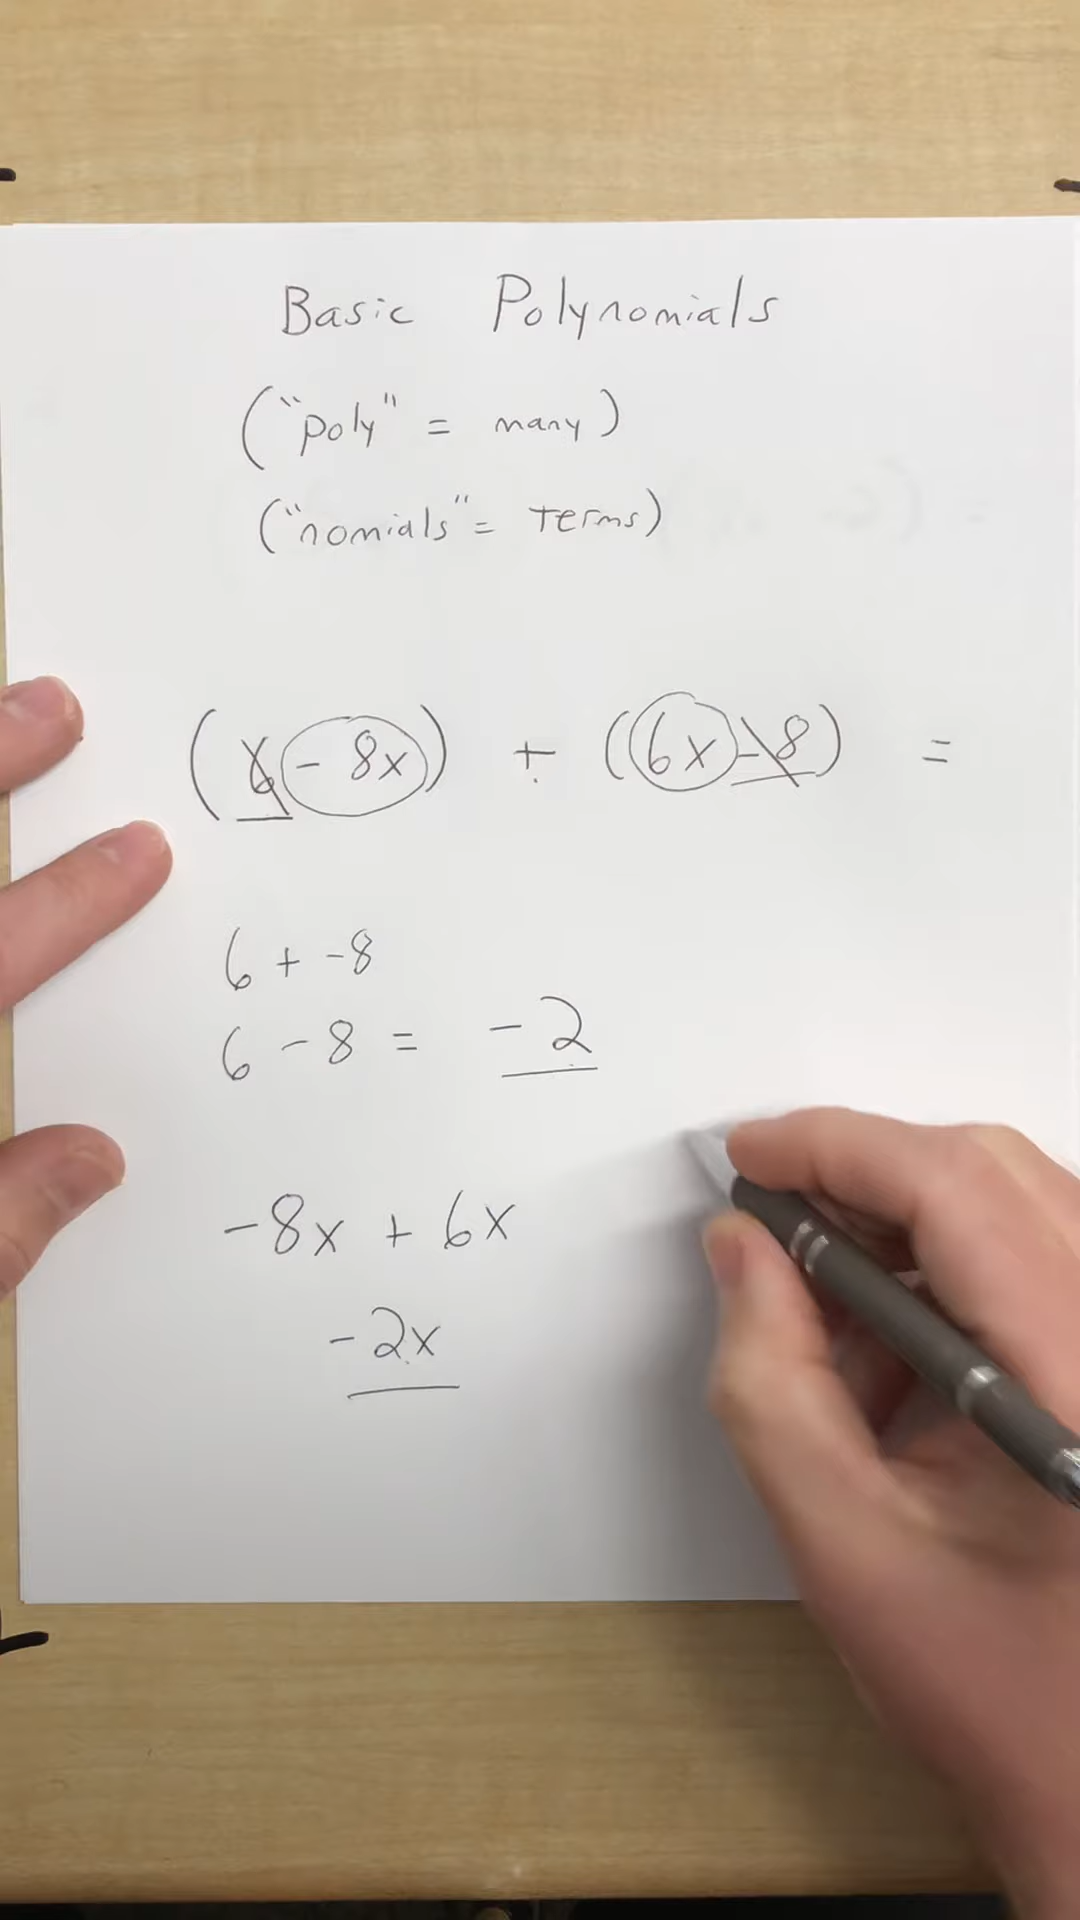 Basic Polynomials
("poly" = many)
("nomials" = terms)
(6 - 8x) + (6x - 8) =
6 + -8
6 - 8 = -2
-8x + 6x
-2x